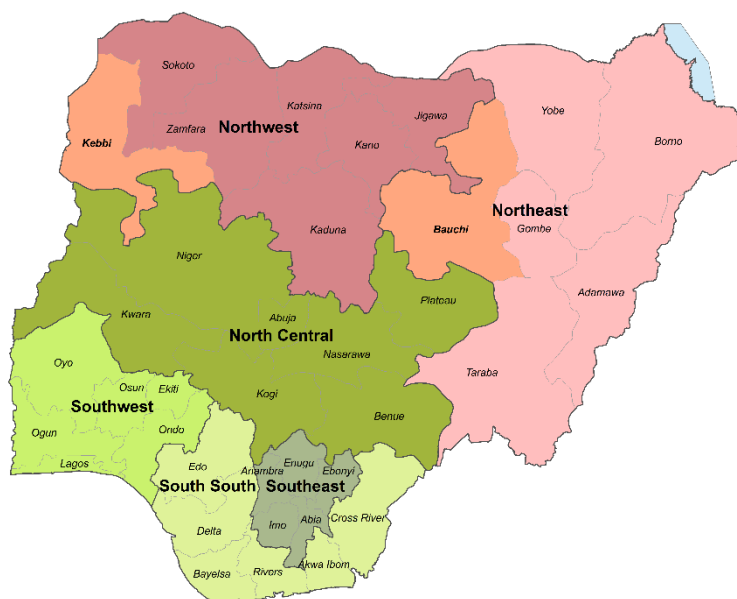 Sokoto
Katsina
Yobe
Jigawa
Zamfara
Northwest
Kano
Borno
Kebbi
Northeast
Kaduna
Bauchi
Gombe
Niger
Adamawa
Plateau
Kwara
Abuja
North Central
Nasarawa
Oyo
Taraba
Osun
Ekiti
Kogi
Southwest
Benue
Ogun
Ondo
Lagos
Edo
Anambra
Enugu
Ebonyi
South South
Southeast
Cross River
Delta
Imo
Abia
Bayelsa
Rivers
Akwa Ibom